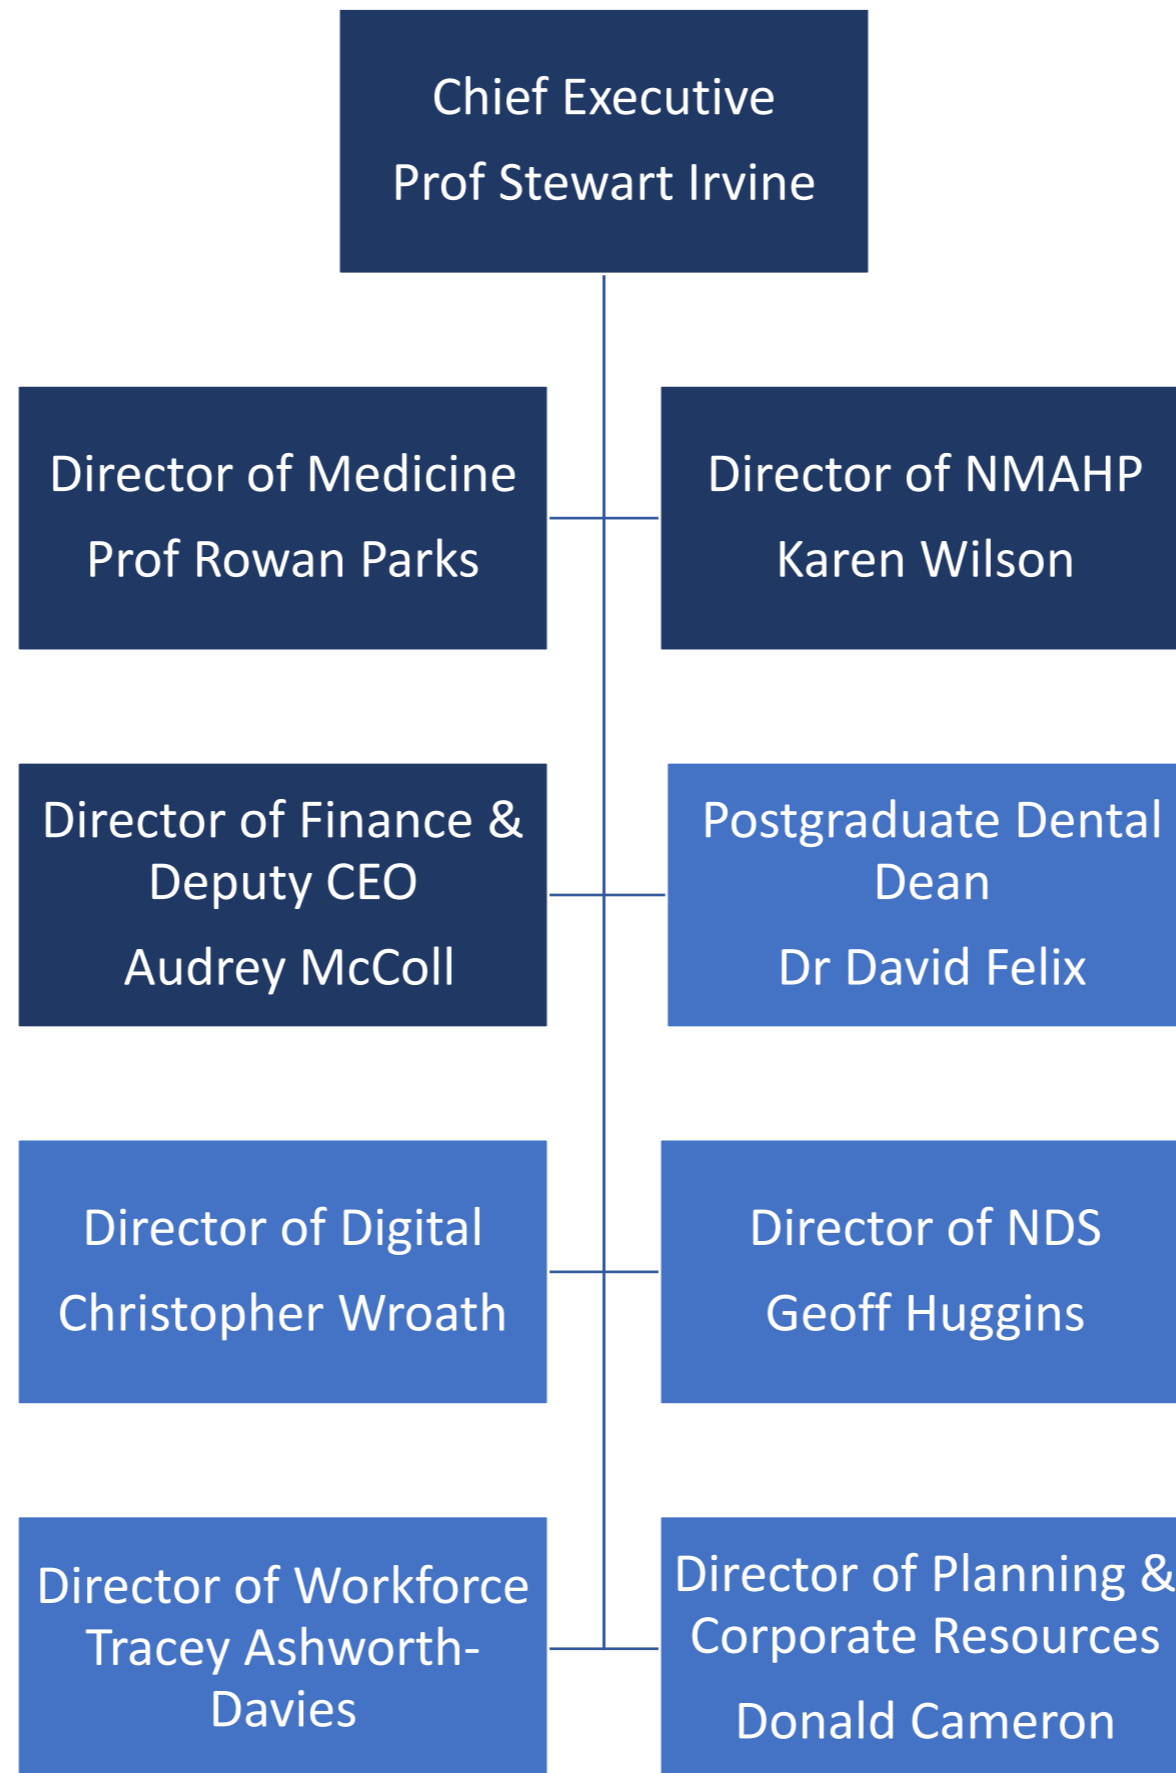 Chief Executive
Prof Stewart Irvine
Director of Medicine
Prof Rowan Parks
Director of NMAHP
Karen Wilson
Director of Finance &
Deputy CEO
Audrey McColl
Postgraduate Dental
Dean
Dr David Felix
Director of Digital
Christopher Wroath
Director of NDS
Geoff Huggins
Director of Workforce
Tracey Ashworth-
Davies
Director of Planning &
Corporate Resources
Donald Cameron